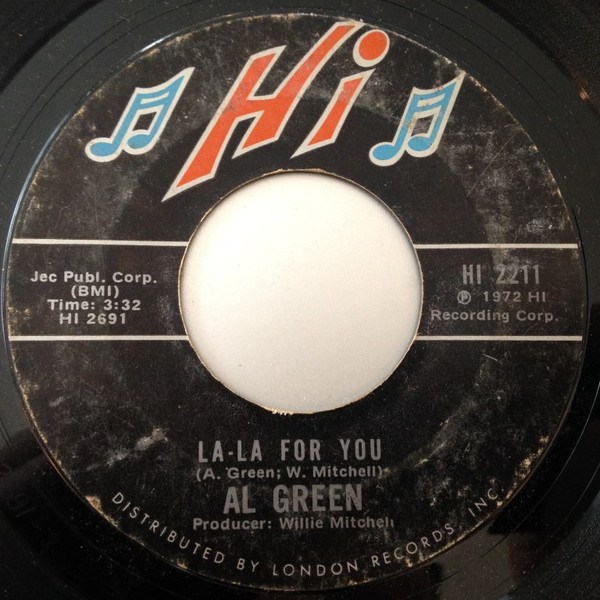 Hi
Jec Publ. Corp.
(BMI)
Time: 3:32
HI 2691
HI 2211
℗ 1972 HI
Recording Corp.
LA-LA FOR YOU
(A. Green; W. Mitchell)
AL GREEN
Producer: Willie Mitchell
DISTRIBUTED BY LONDON RECORDS, INC.